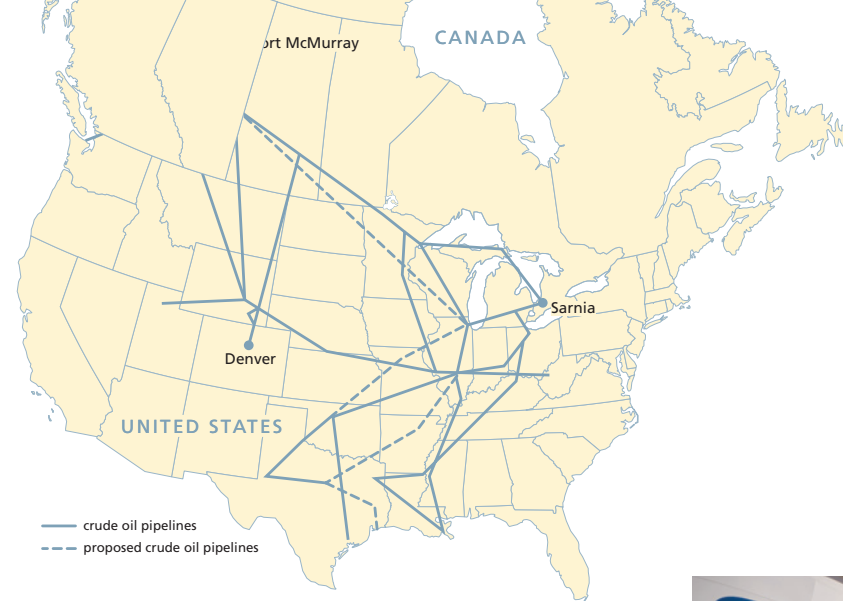 ort McMurray
CANADA
Sarnia
Denver
UNITED STATES
crude oil pipelines
proposed crude oil pipelines